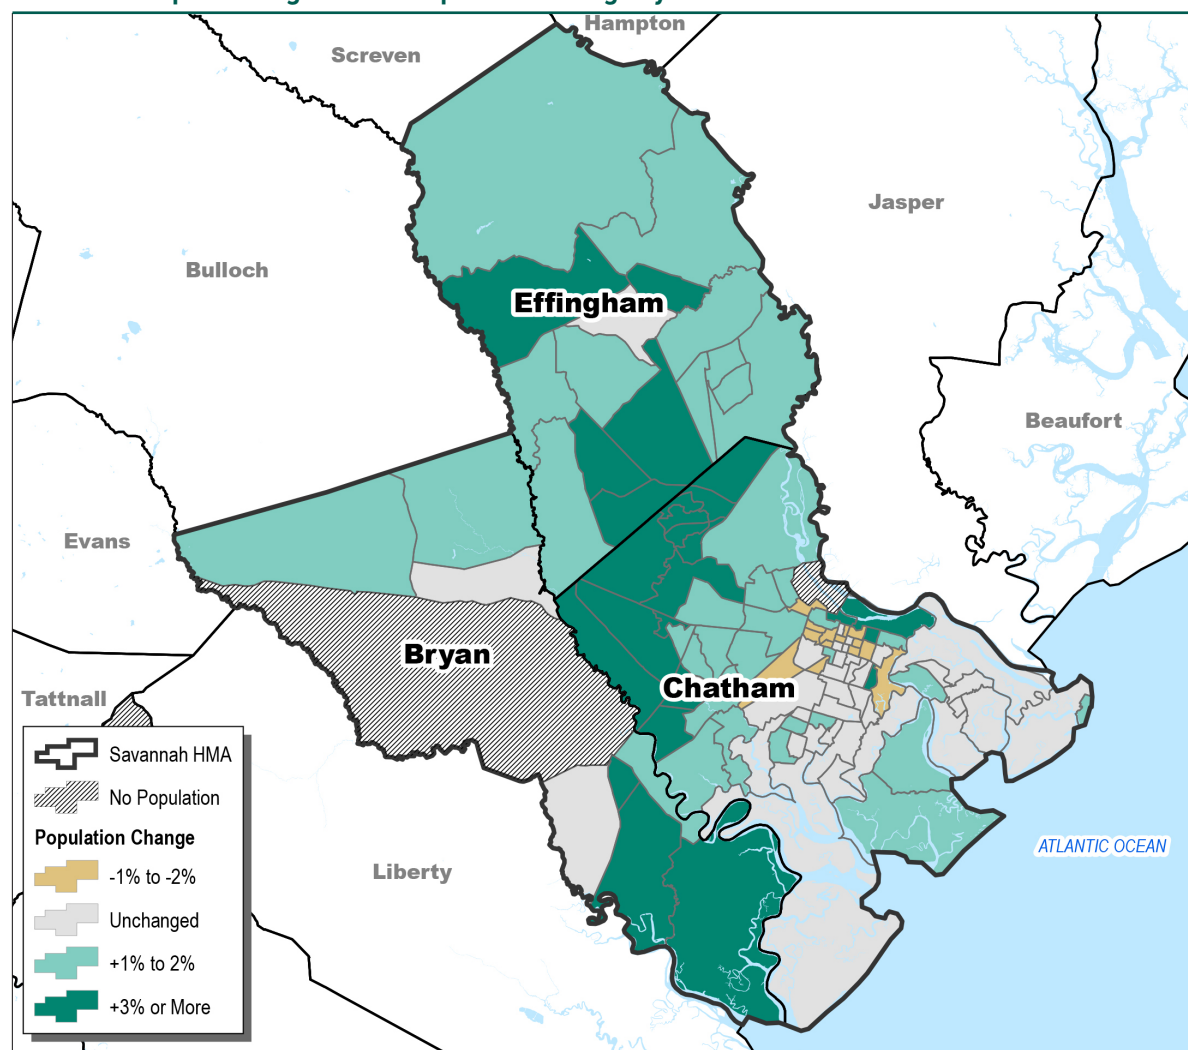 Hampton
Screven
Jasper
Bulloch
Effingham
Beaufort
Evans
Bryan
Chatham
Tattnall
Savannah HMA
No Population
Population Change
-1% to -2%
Unchanged
+1% to 2%
+3% or More
Liberty
ATLANTIC OCEAN